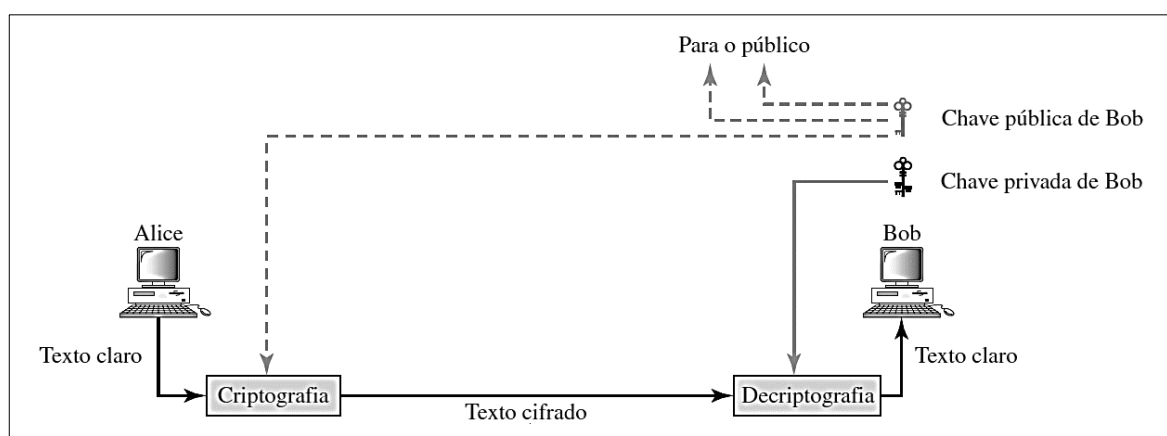 Para o público
Chave pública de Bob
Chave privada de Bob
Alice
Bob
Texto claro
Texto claro
Criptografia
Decriptografia
Texto cifrado